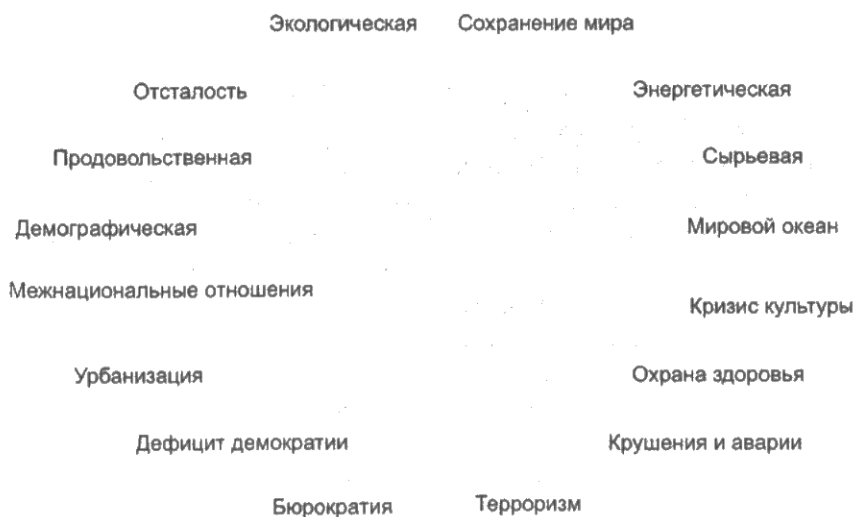 Экологическая Сохранение мира
Отсталость Энергетическая
Продовольственная Сырьевая
Демографическая Мировой океан
Межнациональные отношения
Кризис культуры
Урбанизация Охрана здоровья
Дефицит демократии Крушения и аварии
Бюрократия Терроризм